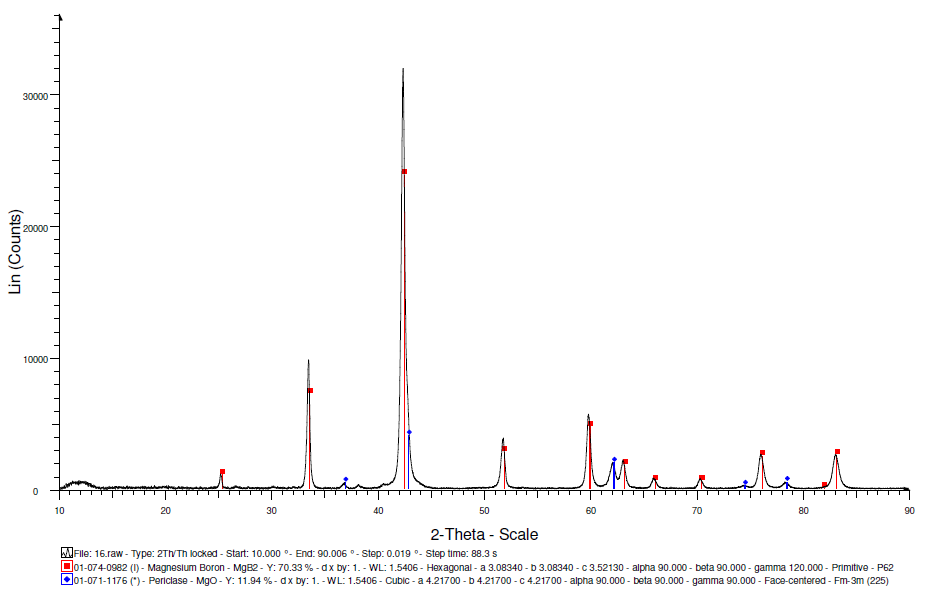 Lin (Counts)
30000
20000
10000
0
10 20 30 40 50 60 70 80 90
2-Theta - Scale
File: 16.raw - Type: 2Th/Th locked - Start: 10.000 ° - End: 90.006 ° - Step: 0.019 ° - Step time: 88.3 s
01-074-0982 (I) - Magnesium Boron - MgB2 - Y: 70.33 % - d x by: 1. - WL: 1.5406 - Hexagonal - a 3.08340 - b 3.08340 - c 3.52130 - alpha 90.000 - beta 90.000 - gamma 120.000 - Primitive - P62
01-071-1176 (*) - Periclase - MgO - Y: 11.94 % - d x by: 1. - WL: 1.5406 - Cubic - a 4.21700 - b 4.21700 - c 4.21700 - alpha 90.000 - beta 90.000 - gamma 90.000 - Face-centered - Fm-3m (225)